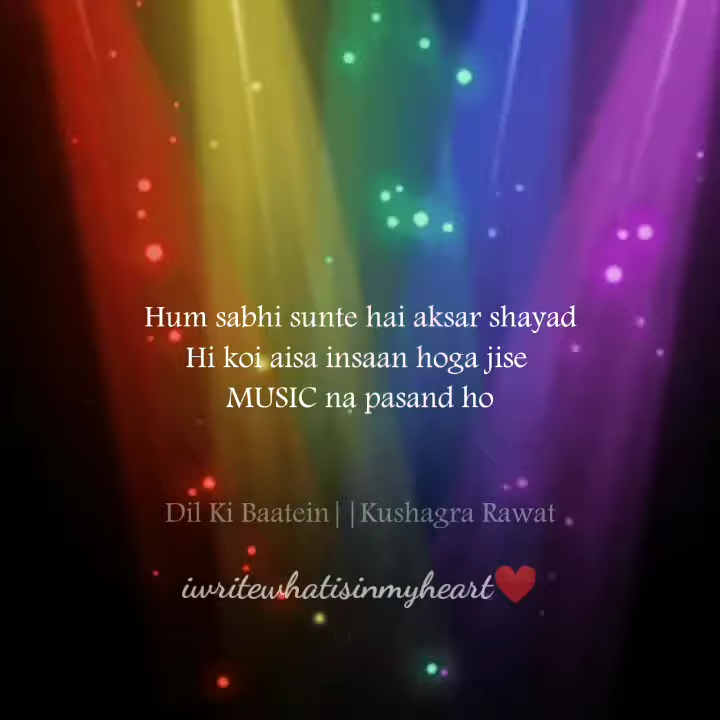 Hum sabhi sunte hai aksar shayad
Hi koi aisa insaan hoga jise
MUSIC na pasand ho
Dil Ki Baatein||Kushagra Rawat
iwritewhatisinmyheart❤